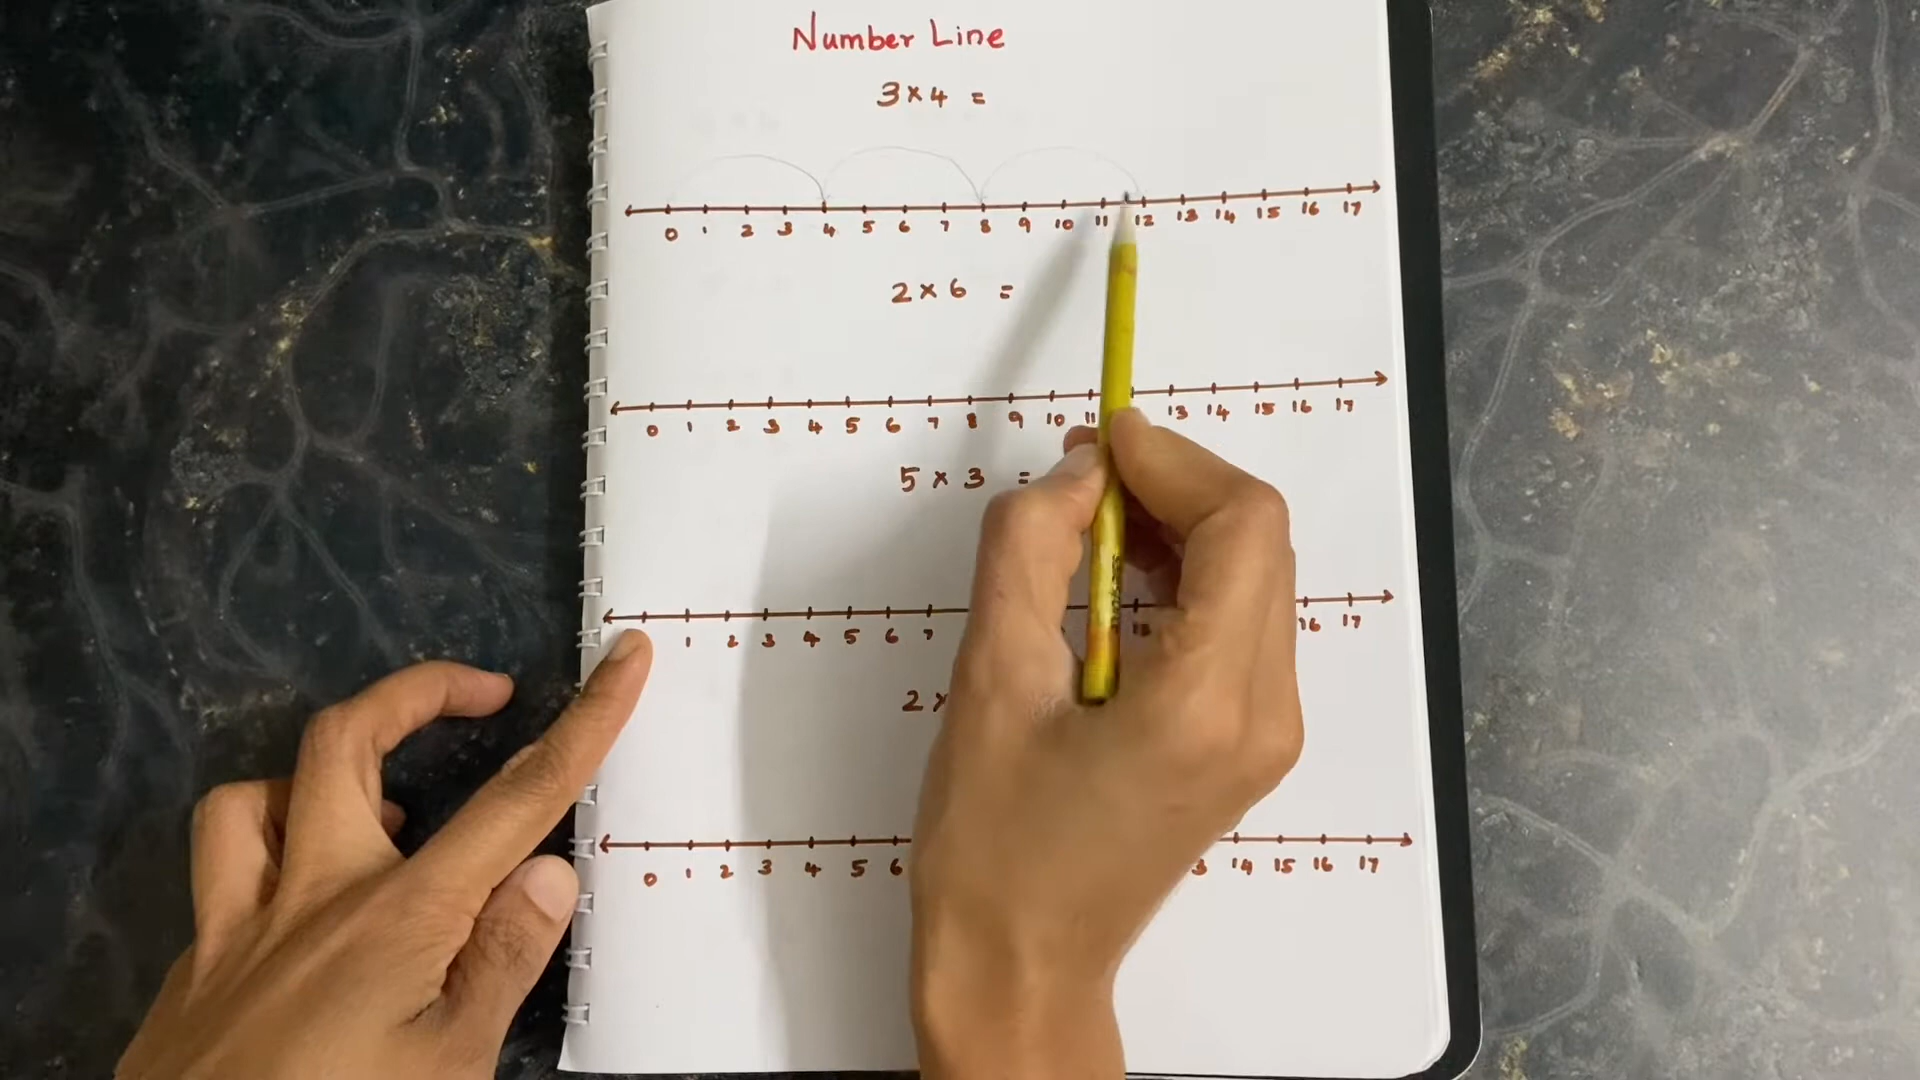 Number Line
3 × 4 =
0 1 2 3 4 5 6 7 8 9 10 11 12 13 14 15 16 17
2 × 6 =
0 1 2 3 4 5 6 7 8 9 10 11 13 14 15 16 17
5 × 3 =
1 2 3 4 5 6 7 16 17
2 ×
0 1 2 3 4 5 6 14 15 16 17